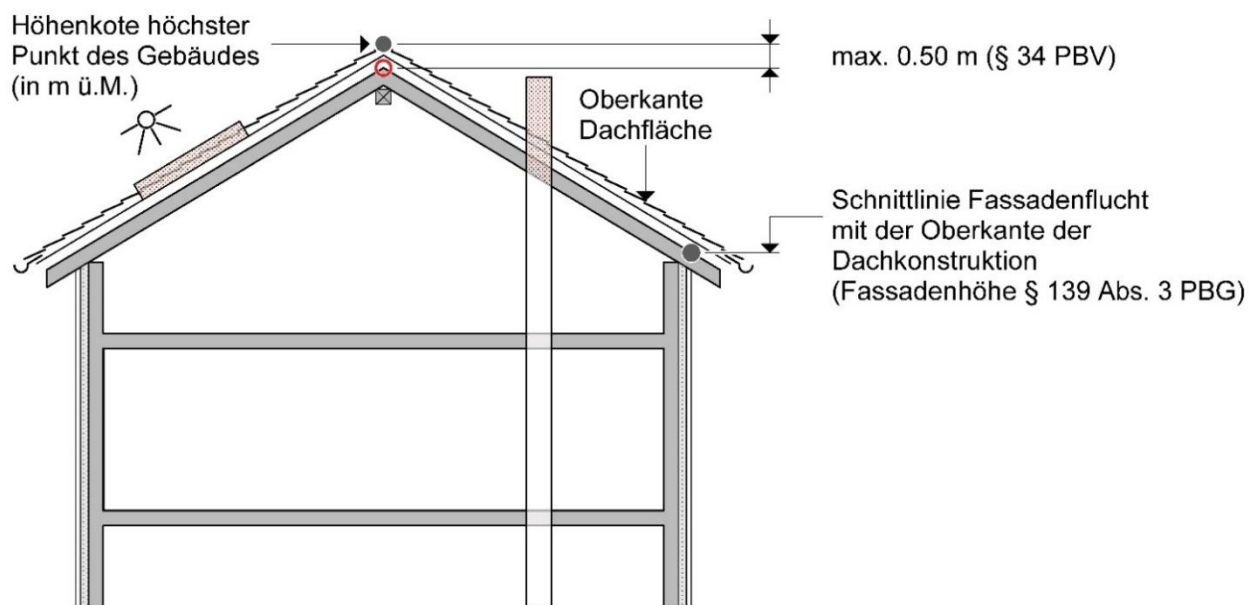 Höhenkote höchster
Punkt des Gebäudes
(in m ü.M.)
max. 0.50 m (§ 34 PBV)
Oberkante
Dachfläche
Schnittlinie Fassadenflucht
mit der Oberkante der
Dachkonstruktion
(Fassadenhöhe § 139 Abs. 3 PBG)